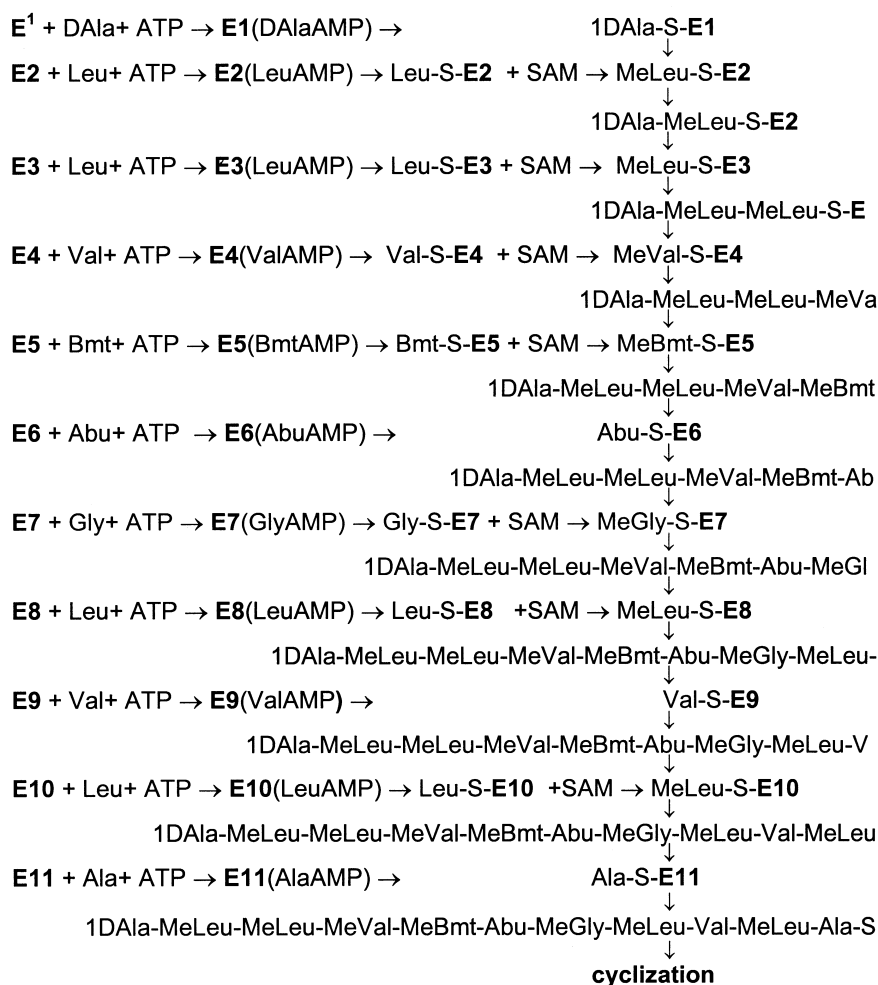 E¹ + DAla+ ATP → E1(DAlaAMP) → 1DAla-S-E1
↓
E2 + Leu+ ATP → E2(LeuAMP) → Leu-S-E2 + SAM → MeLeu-S-E2
↓
1DAla-MeLeu-S-E2
↓
E3 + Leu+ ATP → E3(LeuAMP) → Leu-S-E3 + SAM → MeLeu-S-E3
↓
1DAla-MeLeu-MeLeu-S-E
↓
E4 + Val+ ATP → E4(ValAMP) → Val-S-E4 + SAM → MeVal-S-E4
↓
1DAla-MeLeu-MeLeu-MeVa
↓
E5 + Bmt+ ATP → E5(BmtAMP) → Bmt-S-E5 + SAM → MeBmt-S-E5
↓
1DAla-MeLeu-MeLeu-MeVal-MeBmt
↓
E6 + Abu+ ATP → E6(AbuAMP) → Abu-S-E6
↓
1DAla-MeLeu-MeLeu-MeVal-MeBmt-Ab
↓
E7 + Gly+ ATP → E7(GlyAMP) → Gly-S-E7 + SAM → MeGly-S-E7
↓
1DAla-MeLeu-MeLeu-MeVal-MeBmt-Abu-MeGl
↓
E8 + Leu+ ATP → E8(LeuAMP) → Leu-S-E8 +SAM → MeLeu-S-E8
↓
1DAla-MeLeu-MeLeu-MeVal-MeBmt-Abu-MeGly-MeLeu-
↓
E9 + Val+ ATP → E9(ValAMP) → Val-S-E9
↓
1DAla-MeLeu-MeLeu-MeVal-MeBmt-Abu-MeGly-MeLeu-V
↓
E10 + Leu+ ATP → E10(LeuAMP) → Leu-S-E10 +SAM → MeLeu-S-E10
↓
1DAla-MeLeu-MeLeu-MeVal-MeBmt-Abu-MeGly-MeLeu-Val-MeLeu
↓
E11 + Ala+ ATP → E11(AlaAMP) → Ala-S-E11
↓
1DAla-MeLeu-MeLeu-MeVal-MeBmt-Abu-MeGly-MeLeu-Val-MeLeu-Ala-S
↓
cyclization